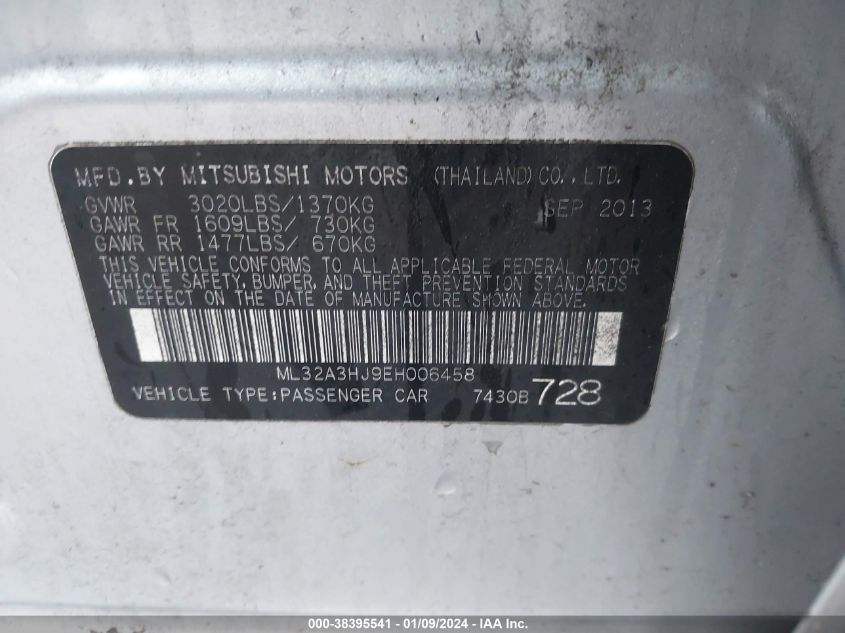 MFD. BY MITSUBISHI MOTORS (THAILAND) CO., LTD.
GVWR 3020LBS/1370KG SEP 2013
GAWR FR 1609LBS/ 730KG
GAWR RR 1477LBS/ 670KG
THIS VEHICLE CONFORMS TO ALL APPLICABLE FEDERAL MOTOR
VEHICLE SAFETY, BUMPER, AND THEFT PREVENTION STANDARDS
IN EFFECT ON THE DATE OF MANUFACTURE SHOWN ABOVE.
ML32A3HJ9EH006458
VEHICLE TYPE:PASSENGER CAR 7430B 728
000-38395541 - 01/09/2024 - IAA Inc.